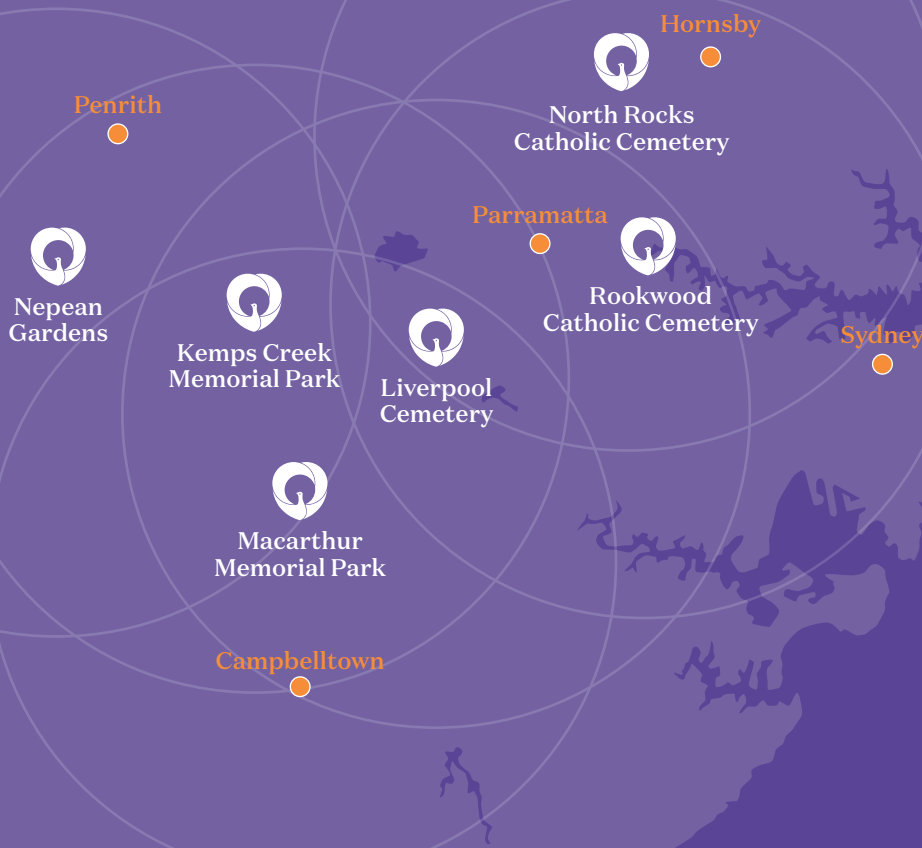 Hornsby
Penrith
North Rocks
Catholic Cemetery
Parramatta
Nepean
Gardens
Rookwood
Catholic Cemetery
Sydney
Kemps Creek
Memorial Park
Liverpool
Cemetery
Macarthur
Memorial Park
Campbelltown